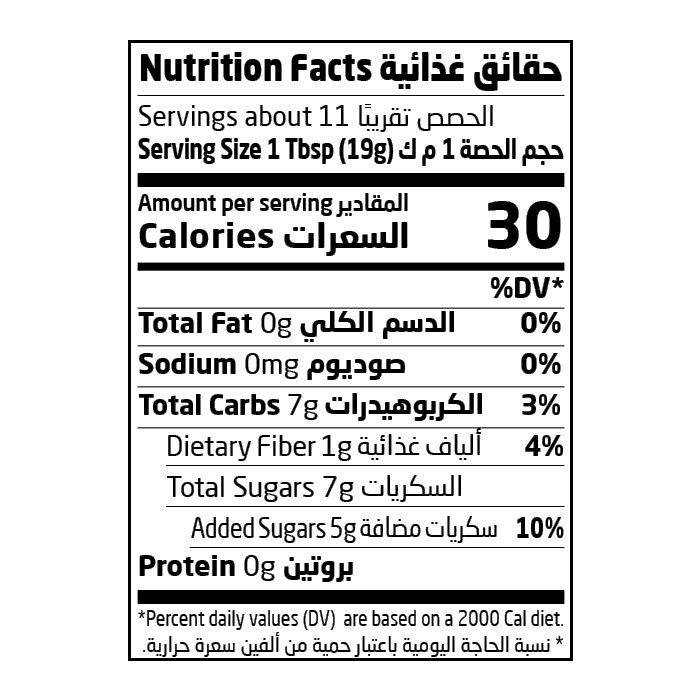 Nutrition Facts حقائق غذائية
Servings about 11 الحصص تقريبًا
Serving Size 1 Tbsp (19g) حجم الحصة 1 م ك
Amount per serving المقادير
Calories السعرات 30
%DV*
Total Fat 0g الدسم الكلي 0%
Sodium 0mg صوديوم 0%
Total Carbs 7g الكربوهيدرات 3%
Dietary Fiber 1g ألياف غذائية 4%
Total Sugars 7g السكريات
Added Sugars 5g سكريات مضافة 10%
Protein 0g بروتين
*Percent daily values (DV) are based on a 2000 Cal diet.
* نسبة الحاجة اليومية باعتبار حمية من ألفين سعرة حرارية.